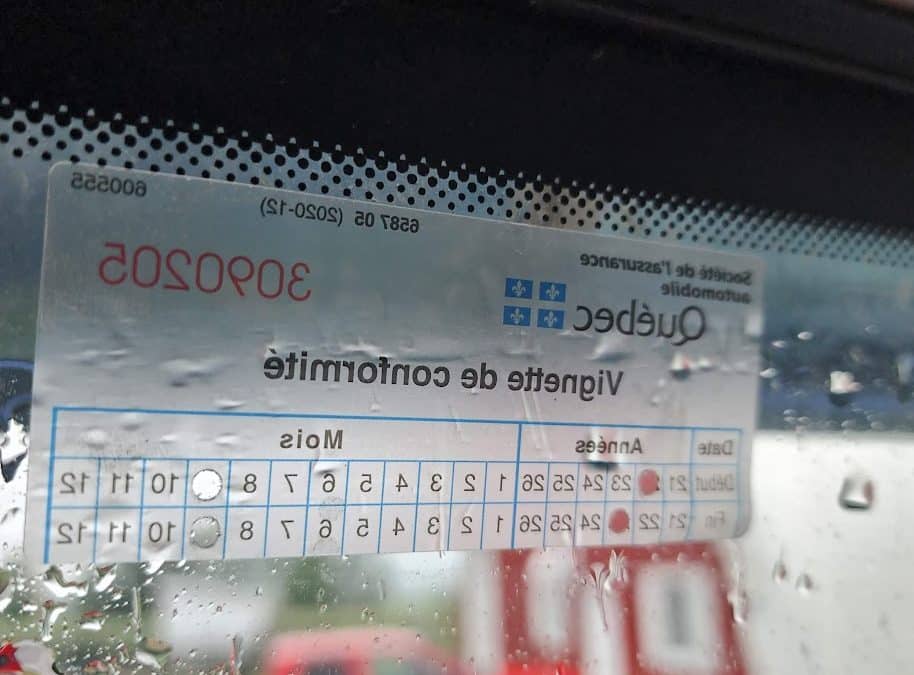 6587 05 (2020-12)
600555
Société de l'assurance
automobile
Québec
3090205
Vignette de conformité
Date Années Mois
Début 21 23 24 25 26 1 2 3 4 5 6 7 8 10 11 12
Fin 21 22 24 25 26 1 2 3 4 5 6 7 8 10 11 12